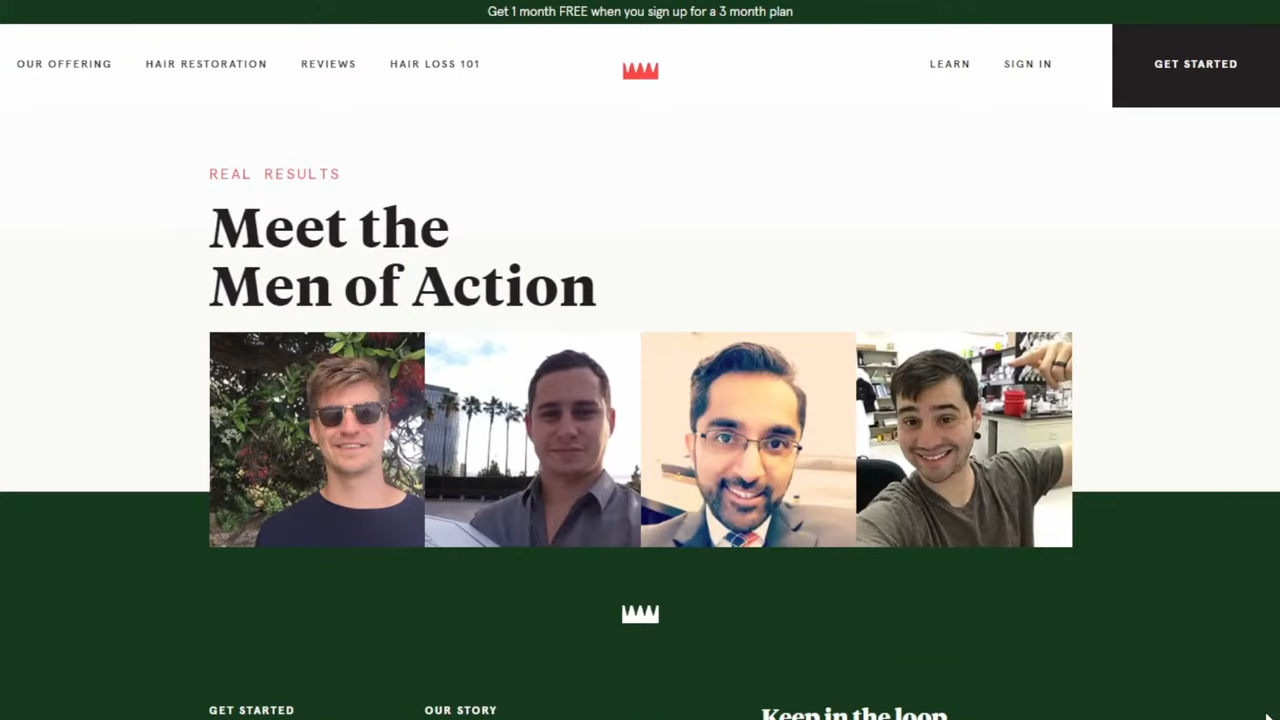 Get 1 month FREE when you sign up for a 3 month plan
OUR OFFERING
HAIR RESTORATION
REVIEWS
HAIR LOSS 101
LEARN
SIGN IN
GET STARTED
REAL RESULTS
Meet the
Men of Action
GET STARTED
OUR STORY
Keep in the loop